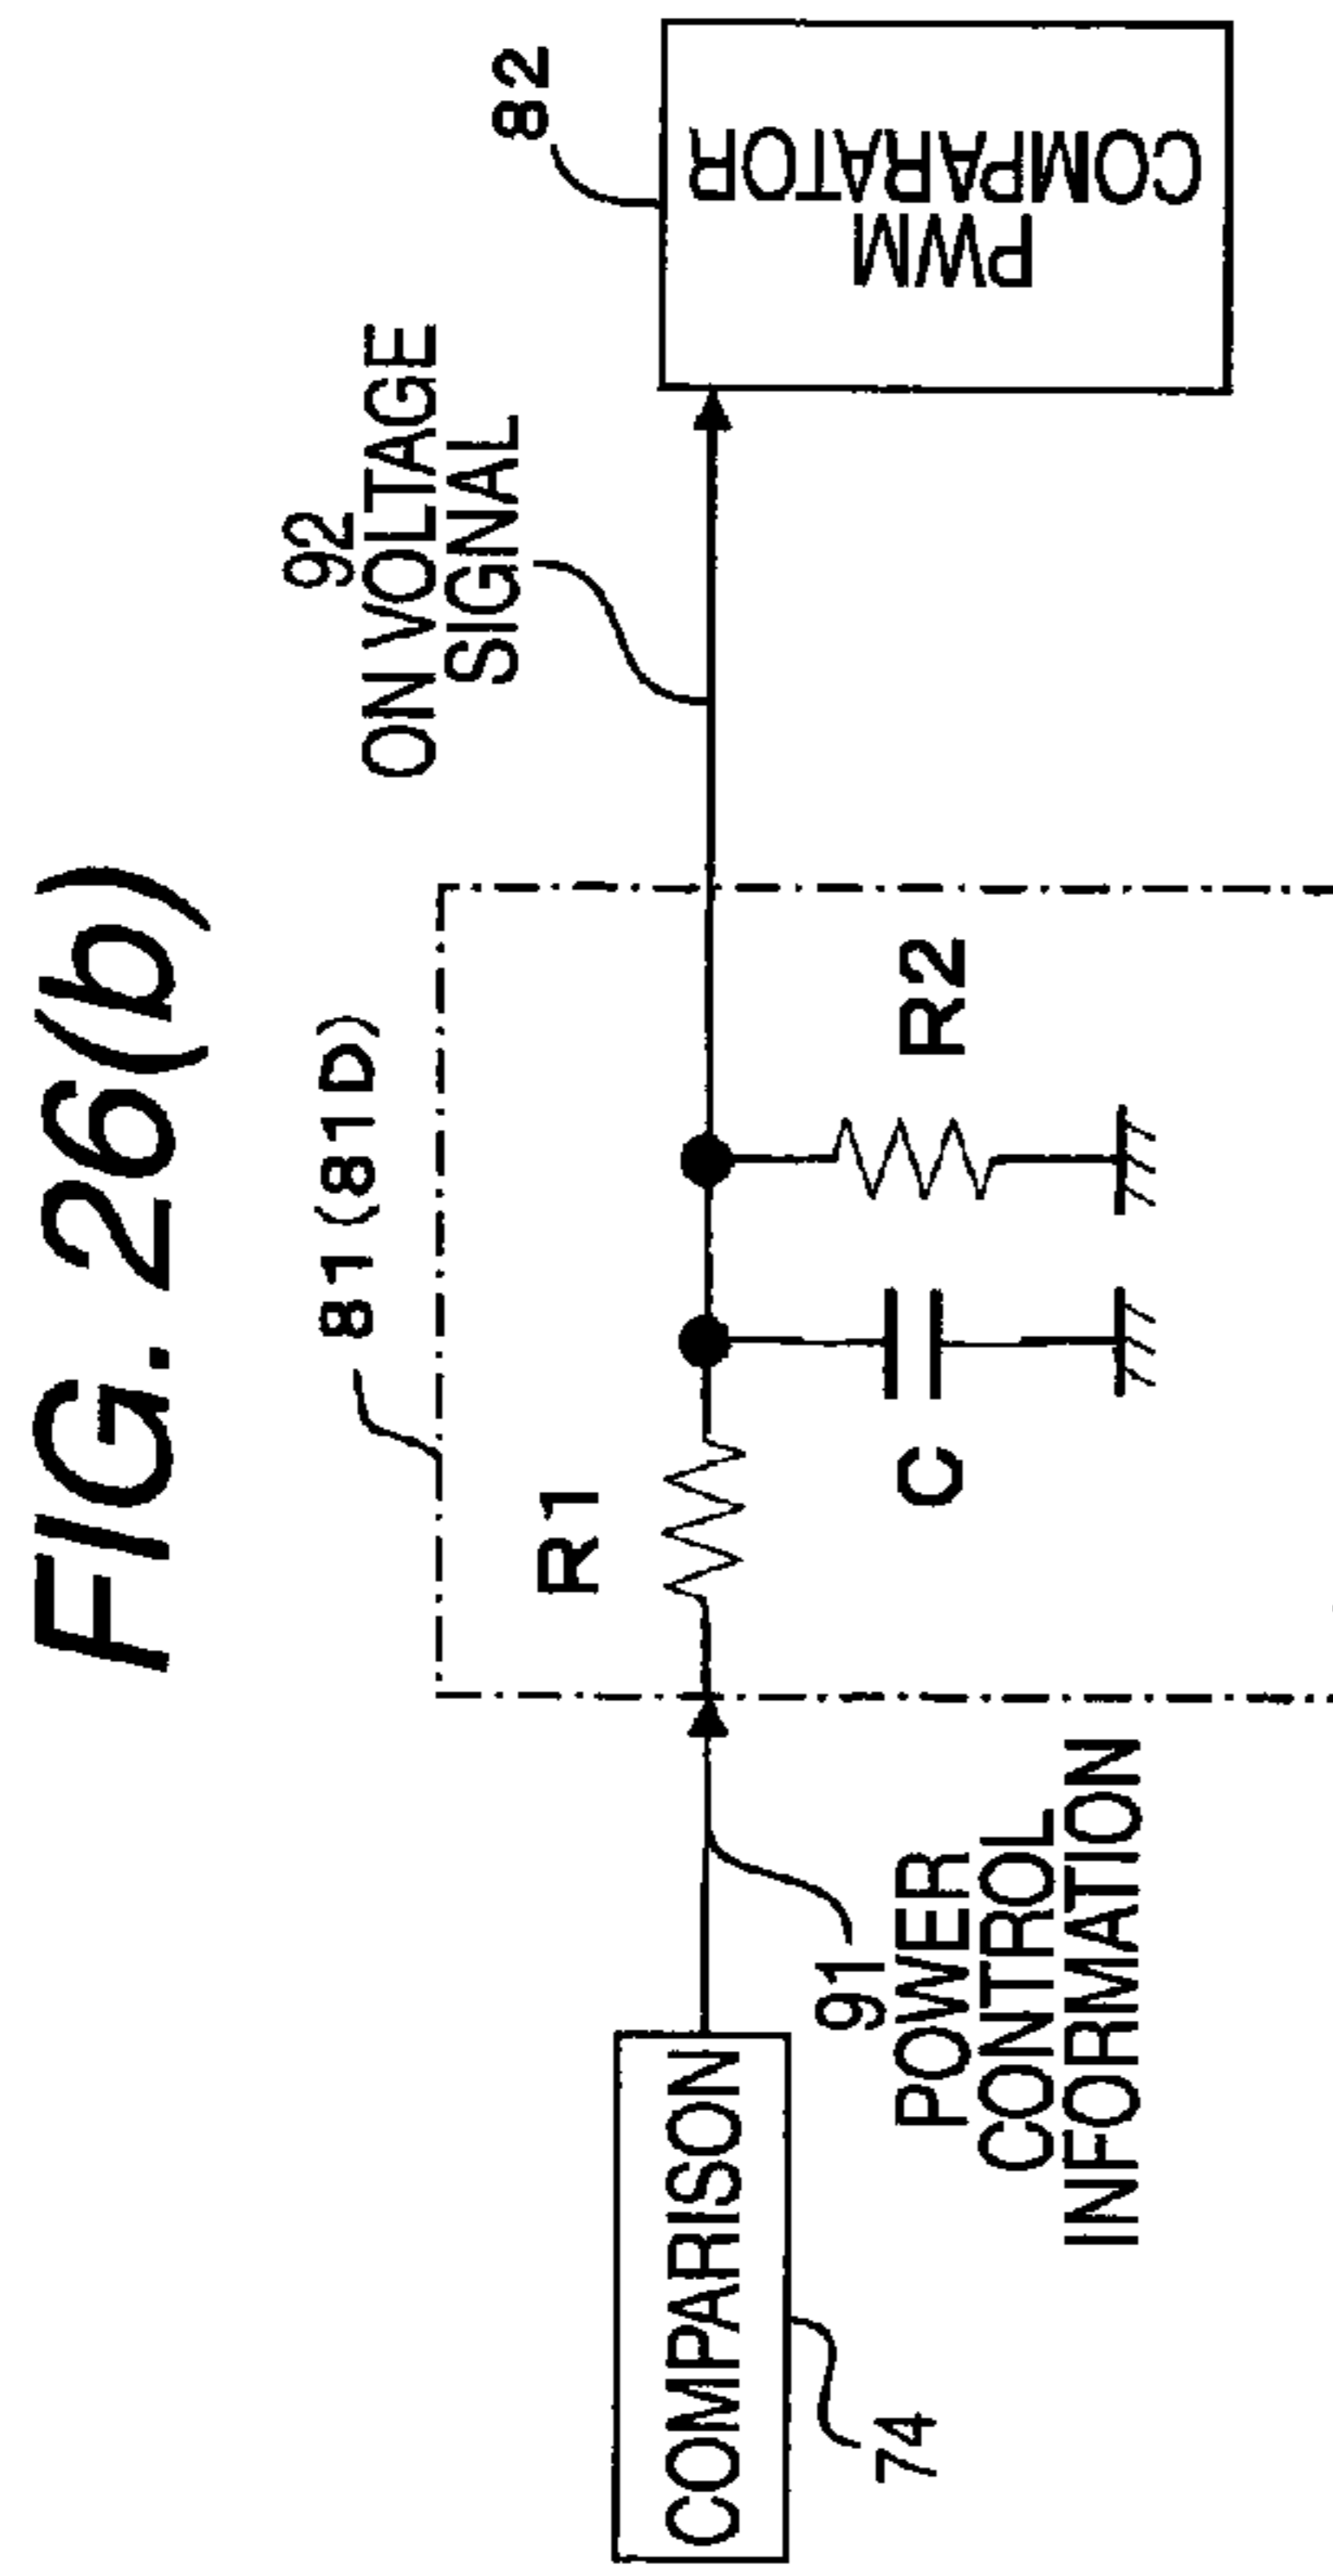 FIG. 26(b)
81(81D)
92
ON VOLTAGE
SIGNAL
82
R1
R2
C
COMPARISON
PWM
COMPARATOR
74
91
POWER
CONTROL
INFORMATION